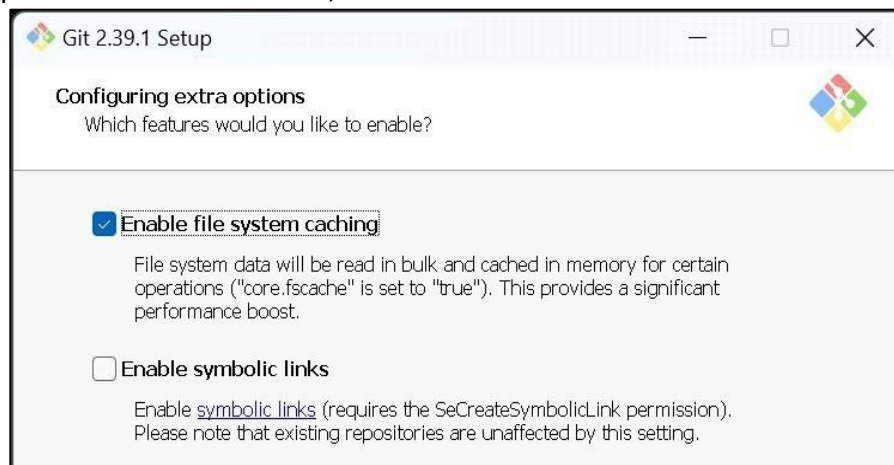 Git 2.39.1 Setup
Configuring extra options
Which features would you like to enable?
Enable file system caching
File system data will be read in bulk and cached in memory for certain
operations ("core.fscache" is set to "true"). This provides a significant
performance boost.
Enable symbolic links
Enable symbolic links (requires the SeCreateSymbolicLink permission).
Please note that existing repositories are unaffected by this setting.